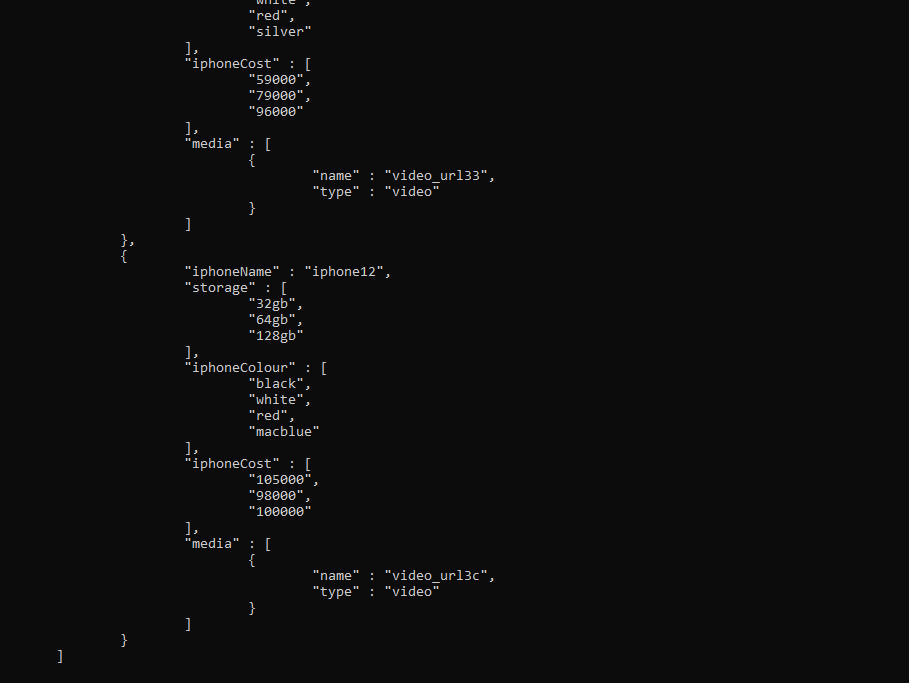 "white",
"red",
"silver"
],
"iphoneCost" : [
"59000",
"79000",
"96000"
],
"media" : [
{
"name" : "video_url33",
"type" : "video"
}
]
},
{
"iphoneName" : "iphone12",
"storage" : [
"32gb",
"64gb",
"128gb"
],
"iphoneColour" : [
"black",
"white",
"red",
"macblue"
],
"iphoneCost" : [
"105000",
"98000",
"100000"
],
"media" : [
{
"name" : "video_url3c",
"type" : "video"
}
]
}
]